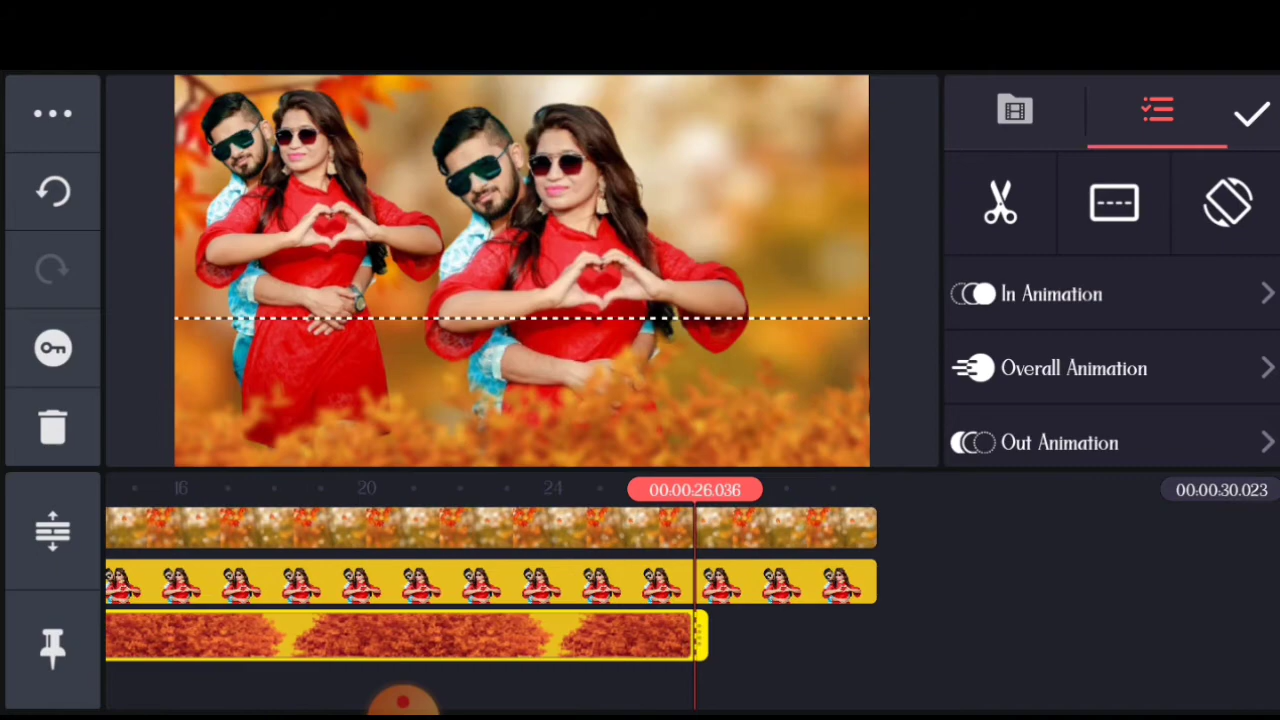 In Animation
Overall Animation
Out Animation
16
20
24
00:00:26.036
00:00:30.023